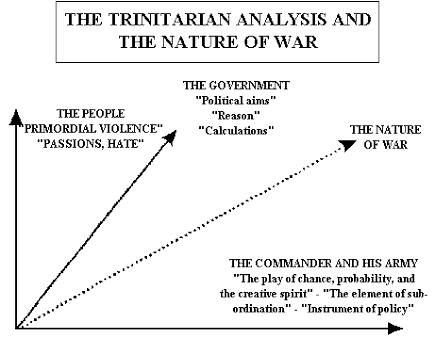 THE TRINITARIAN ANALYSIS AND
THE NATURE OF WAR
THE GOVERNMENT
"Political aims"
"Reason"
"Calculations"
THE PEOPLE
"PRIMORDIAL VIOLENCE"
"PASSIONS, HATE"
THE NATURE
OF WAR
THE COMMANDER AND HIS ARMY
"The play of chance, probability, and
the creative spirit" - "The element of sub-
ordination" - "Instrument of policy"